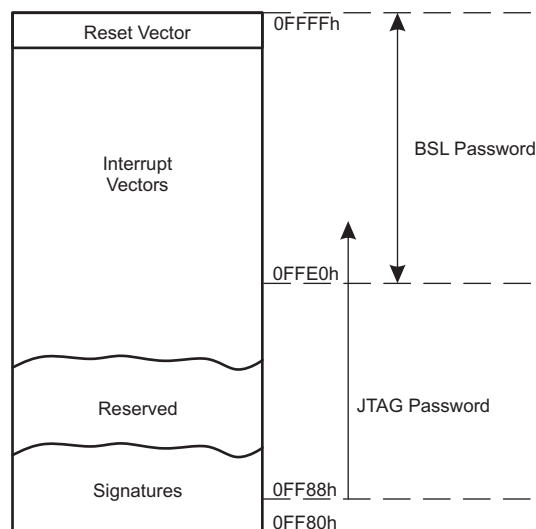 Reset Vector
0FFFFh
Interrupt
Vectors
BSL Password
0FFE0h
Reserved
JTAG Password
Signatures
0FF88h
0FF80h